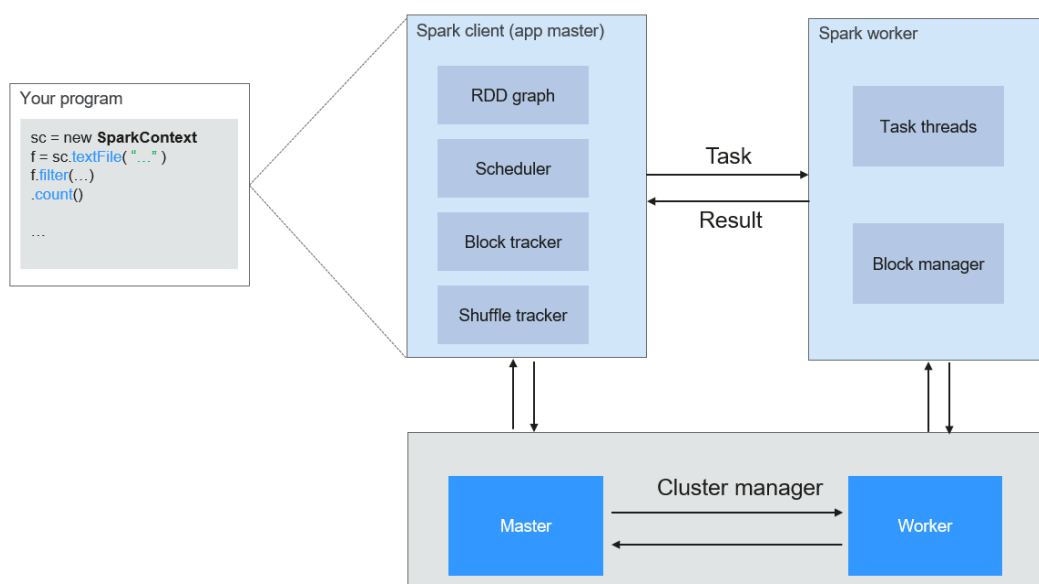 Your program
sc = new SparkContext
f = sc.textFile( “...” )
f.filter(…)
.count()
…
Spark client (app master)
RDD graph
Scheduler
Block tracker
Shuffle tracker
Task
Result
Spark worker
Task threads
Block manager
Cluster manager
Master
Worker